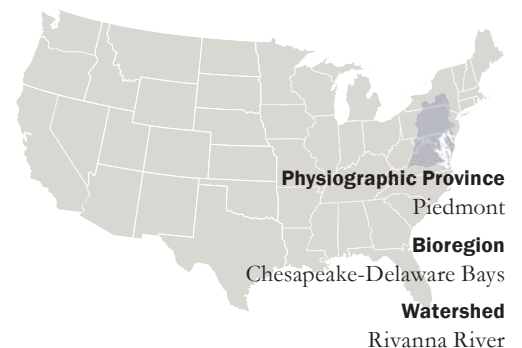 Physiographic Province
Piedmont
Bioregion
Chesapeake-Delaware Bays
Watershed
Rivanna River